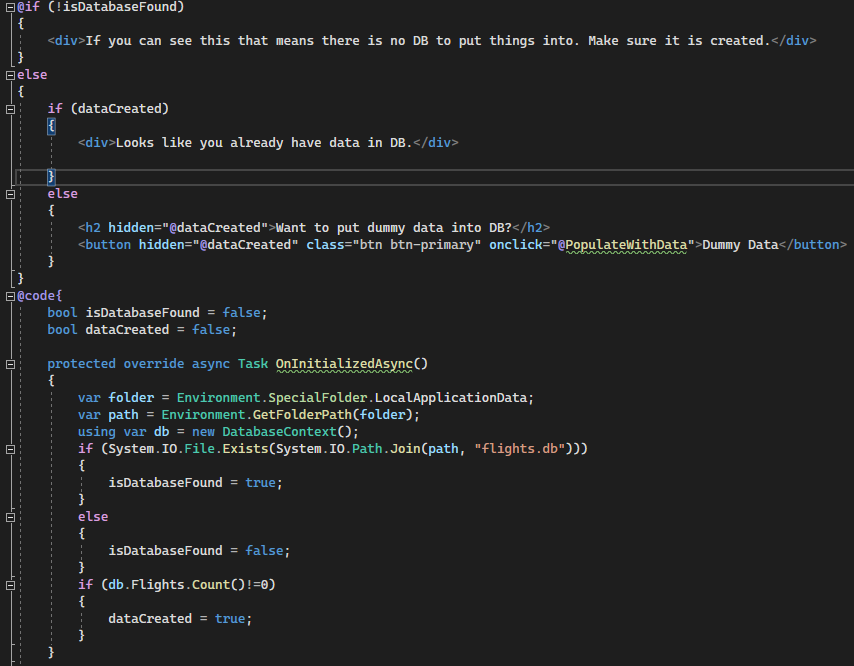 @if (!isDatabaseFound)
{
    <div>If you can see this that means there is no DB to put things into. Make sure it is created.</div>
}
else
{
    if (dataCreated)
    {
        <div>Looks like you already have data in DB.</div>

    }
    else
    {
        <h2 hidden="@dataCreated">Want to put dummy data into DB?</h2>
        <button hidden="@dataCreated" class="btn btn-primary" onclick="@PopulateWithData">Dummy Data</button>
    }
}
@code{
    bool isDatabaseFound = false;
    bool dataCreated = false;

    protected override async Task OnInitializedAsync()
    {
        var folder = Environment.SpecialFolder.LocalApplicationData;
        var path = Environment.GetFolderPath(folder);
        using var db = new DatabaseContext();
        if (System.IO.File.Exists(System.IO.Path.Join(path, "flights.db")))
        {
            isDatabaseFound = true;
        }
        else
        {
            isDatabaseFound = false;
        }
        if (db.Flights.Count()!=0)
        {
            dataCreated = true;
        }
    }